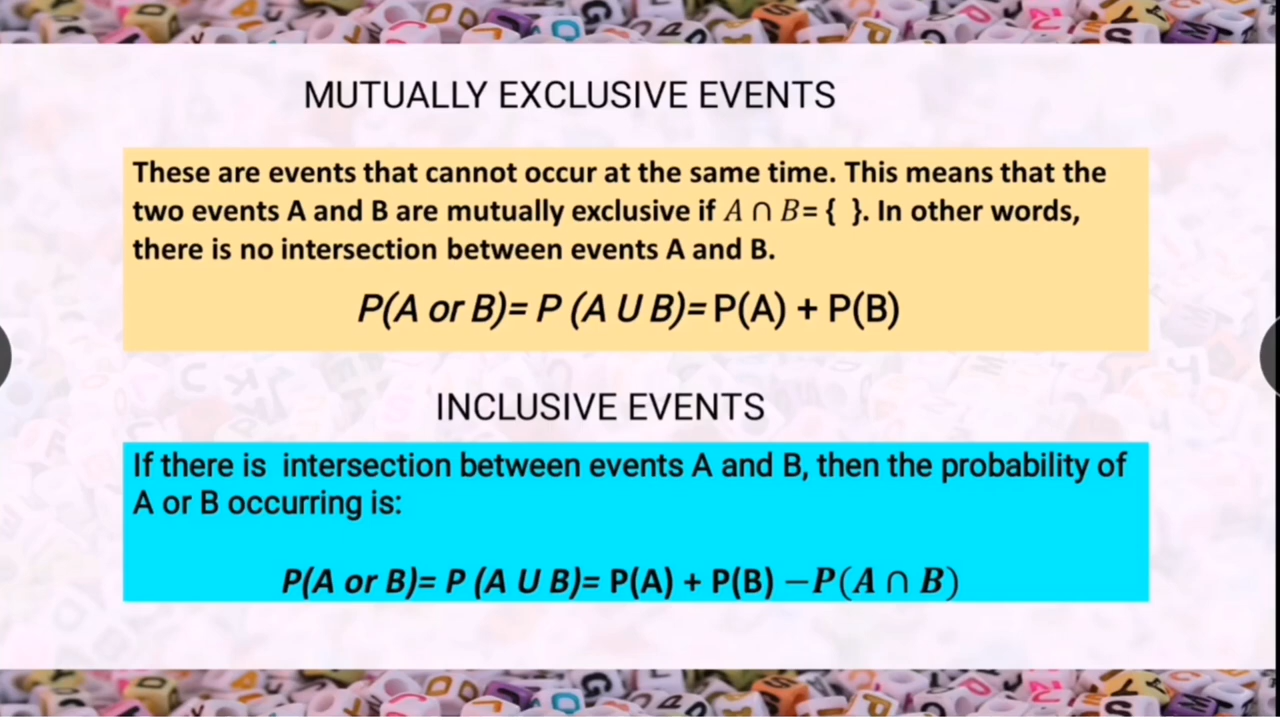 MUTUALLY EXCLUSIVE EVENTS
These are events that cannot occur at the same time. This means that the
two events A and B are mutually exclusive if A ∩ B= { }. In other words,
there is no intersection between events A and B.
P(A or B)= P (A U B)= P(A) + P(B)
INCLUSIVE EVENTS
If there is intersection between events A and B, then the probability of
A or B occurring is:
P(A or B)= P (A U B)= P(A) + P(B) −P(A ∩ B)